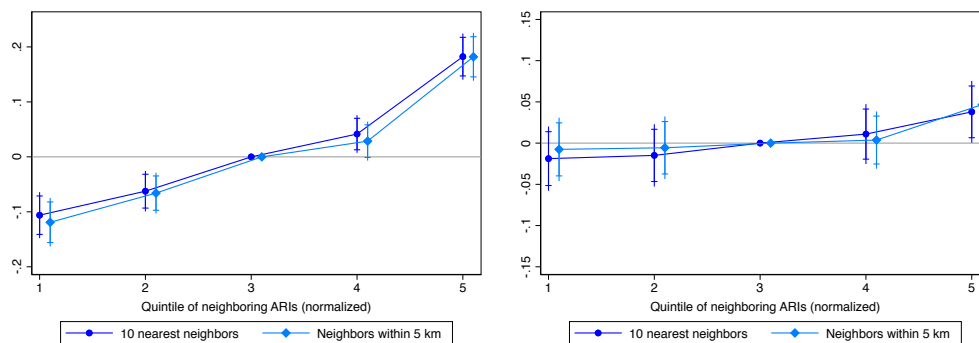 .2
.1
0
-.1
-.2
1 2 3 4 5
Quintile of neighboring ARIs (normalized)
10 nearest neighbors Neighbors within 5 km
.15
.1
.05
0
-.05
-.1
-.15
1 2 3 4 5
Quintile of neighboring ARIs (normalized)
10 nearest neighbors Neighbors within 5 km